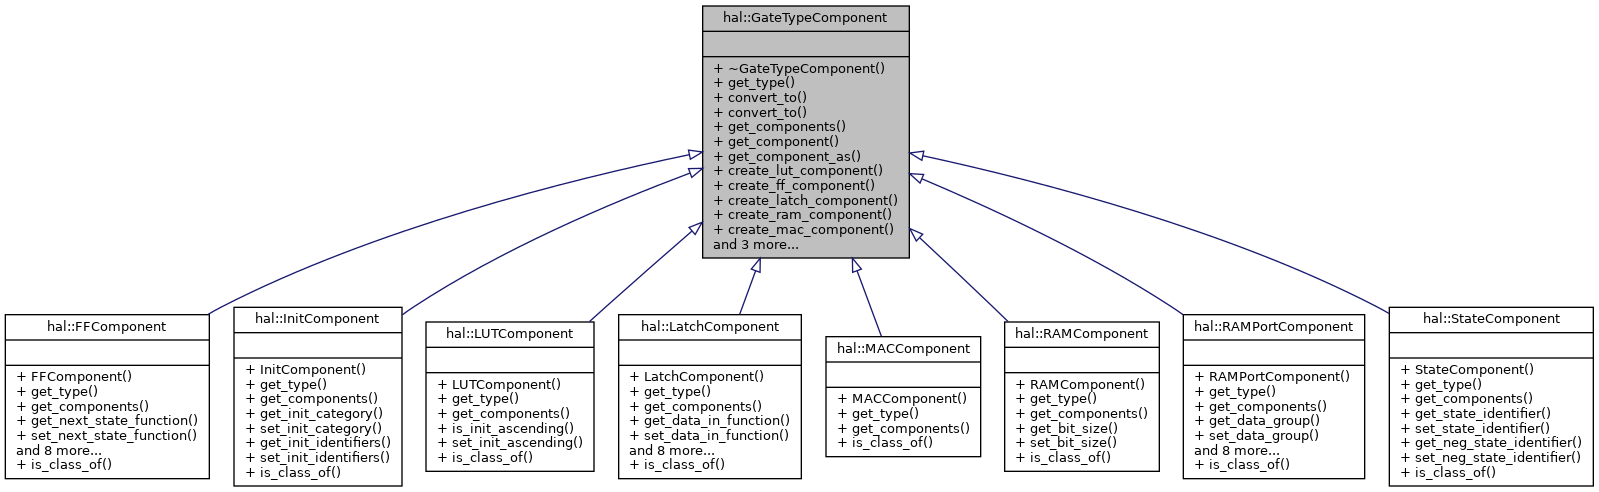 hal::GateTypeComponent
+ ~GateTypeComponent()
+ get_type()
+ convert_to()
+ convert_to()
+ get_components()
+ get_component()
+ get_component_as()
+ create_lut_component()
+ create_ff_component()
+ create_latch_component()
+ create_ram_component()
+ create_mac_component()
and 3 more...
hal::FFComponent
+ FFComponent()
+ get_type()
+ get_components()
+ get_next_state_function()
+ set_next_state_function()
and 8 more...
+ is_class_of()
hal::InitComponent
+ InitComponent()
+ get_type()
+ get_components()
+ get_init_category()
+ set_init_category()
+ get_init_identifiers()
+ set_init_identifiers()
+ is_class_of()
hal::LUTComponent
+ LUTComponent()
+ get_type()
+ get_components()
+ is_init_ascending()
+ set_init_ascending()
+ is_class_of()
hal::LatchComponent
+ LatchComponent()
+ get_type()
+ get_components()
+ get_data_in_function()
+ set_data_in_function()
and 8 more...
+ is_class_of()
hal::MACComponent
+ MACComponent()
+ get_type()
+ get_components()
+ is_class_of()
hal::RAMComponent
+ RAMComponent()
+ get_type()
+ get_components()
+ get_bit_size()
+ set_bit_size()
+ is_class_of()
hal::RAMPortComponent
+ RAMPortComponent()
+ get_type()
+ get_components()
+ get_data_group()
+ set_data_group()
and 8 more...
+ is_class_of()
hal::StateComponent
+ StateComponent()
+ get_type()
+ get_components()
+ get_state_identifier()
+ set_state_identifier()
+ get_neg_state_identifier()
+ set_neg_state_identifier()
+ is_class_of()